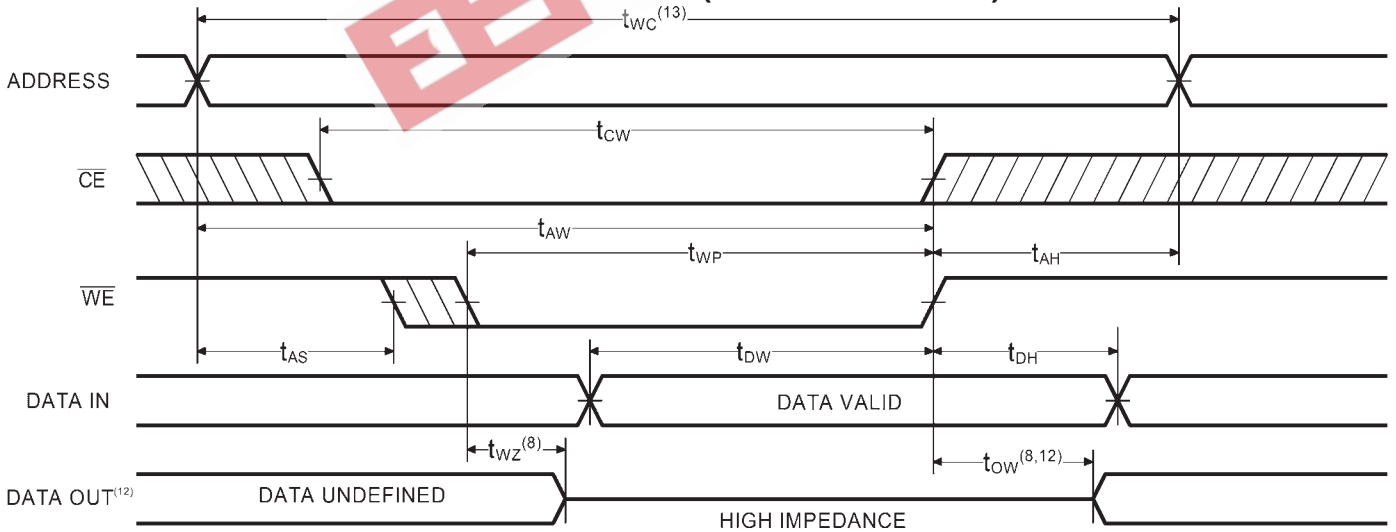 tWC(13)
ADDRESS
tCW
CE
tAW
tWP
tAH
WE
tAS
tDW
tDH
DATA IN
DATA VALID
tWZ(8)
tOW(8,12)
DATA OUT(12)
DATA UNDEFINED
HIGH IMPEDANCE